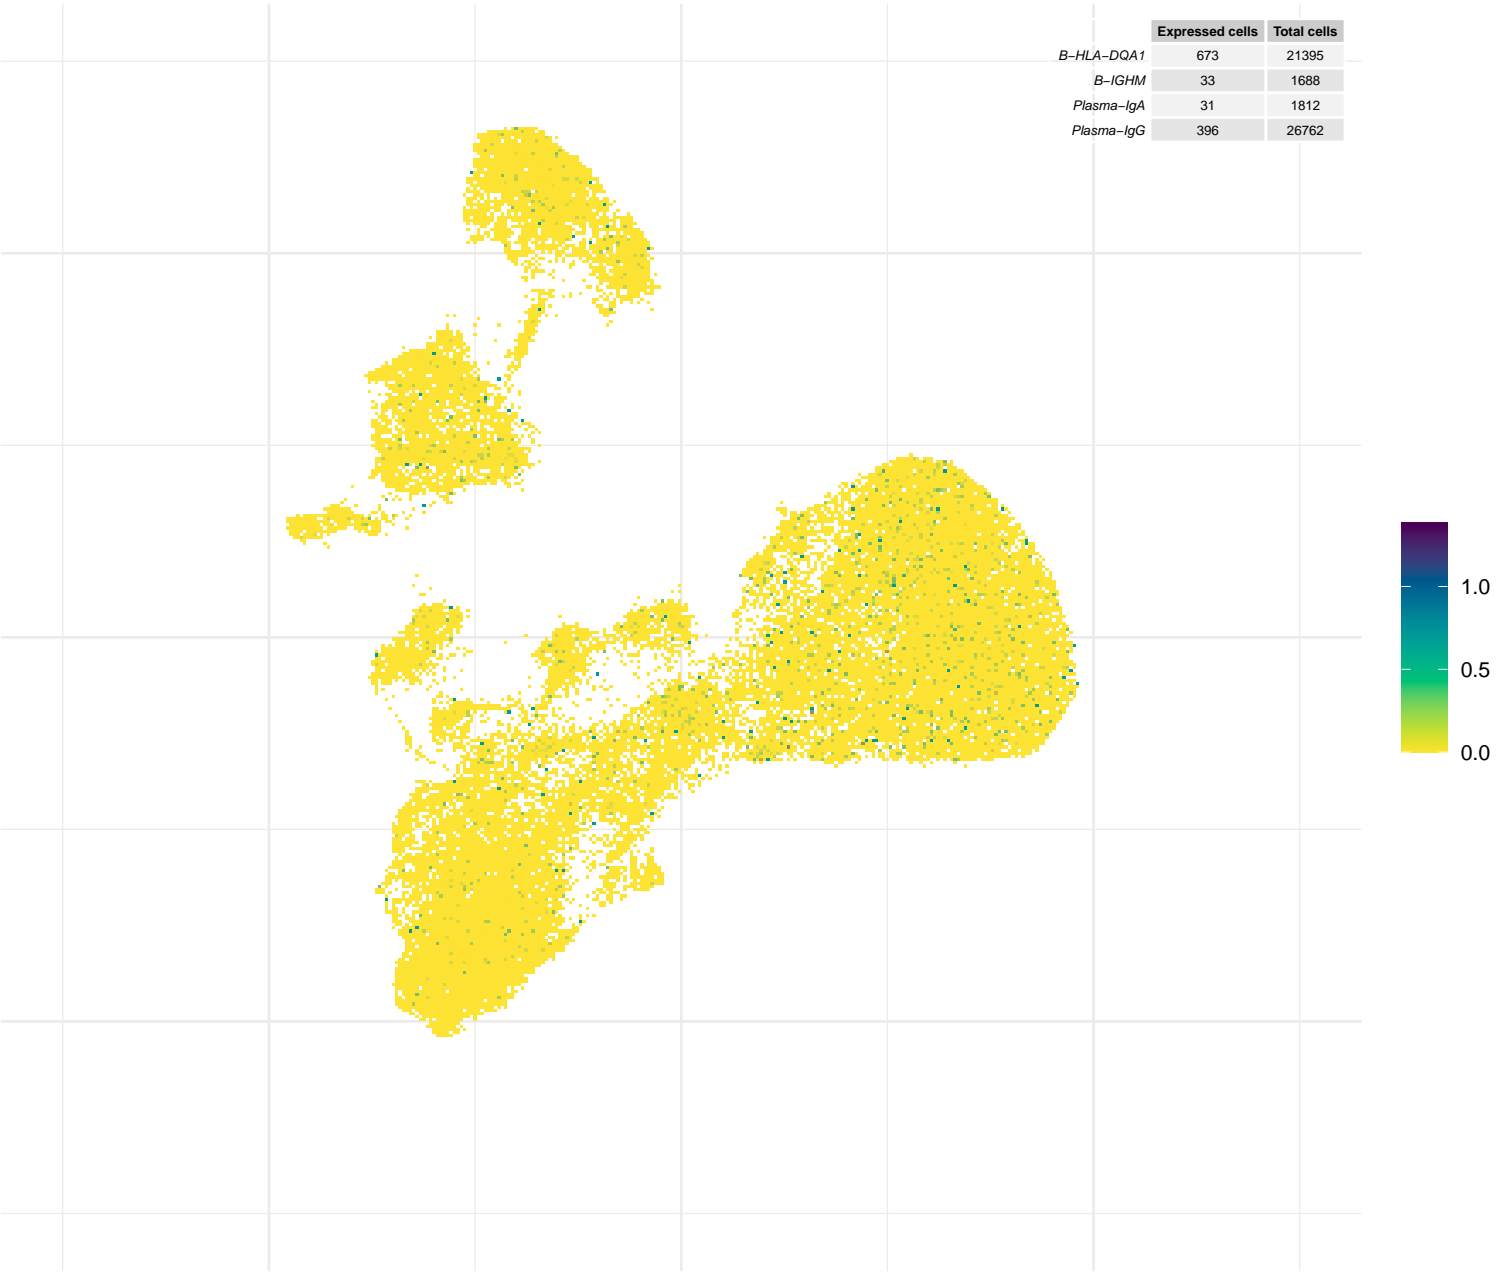 Expressed cells Total cells
B−HLA−DQA1 673 21395
B−IGHM 33 1688
Plasma−IgA 31 1812
Plasma−IgG 396 26762
1.0
0.5
0.0